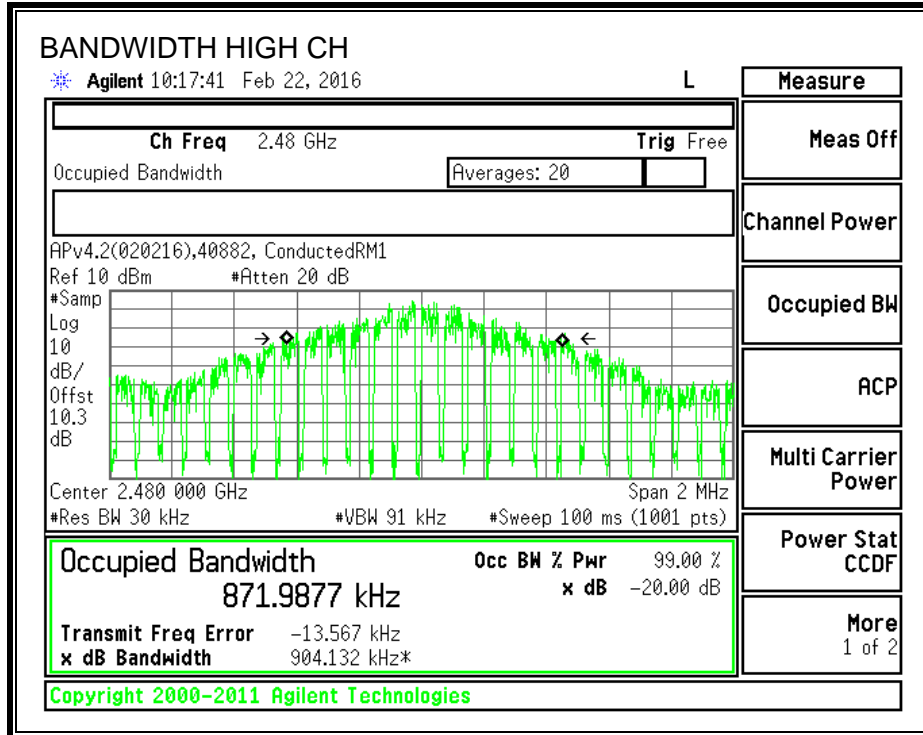 BANDWIDTH HIGH CH
Agilent 10:17:41 Feb 22, 2016 L
Ch Freq 2.48 GHz Trig Free
Occupied Bandwidth Averages: 20
APv4.2(020216),40882, ConductedRM1
Ref 10 dBm #Atten 20 dB
#Samp
Log
10
dB/
Offst
10.3
dB
Center 2.480 000 GHz Span 2 MHz
#Res BW 30 kHz #VBW 91 kHz #Sweep 100 ms (1001 pts)
Occupied Bandwidth Occ BW % Pwr 99.00 %
871.9877 kHz x dB -20.00 dB
Transmit Freq Error -13.567 kHz
x dB Bandwidth 904.132 kHz*
Copyright 2000-2011 Agilent Technologies
Measure
Meas Off
Channel Power
Occupied BW
ACP
Multi Carrier
Power
Power Stat
CCDF
More
1 of 2